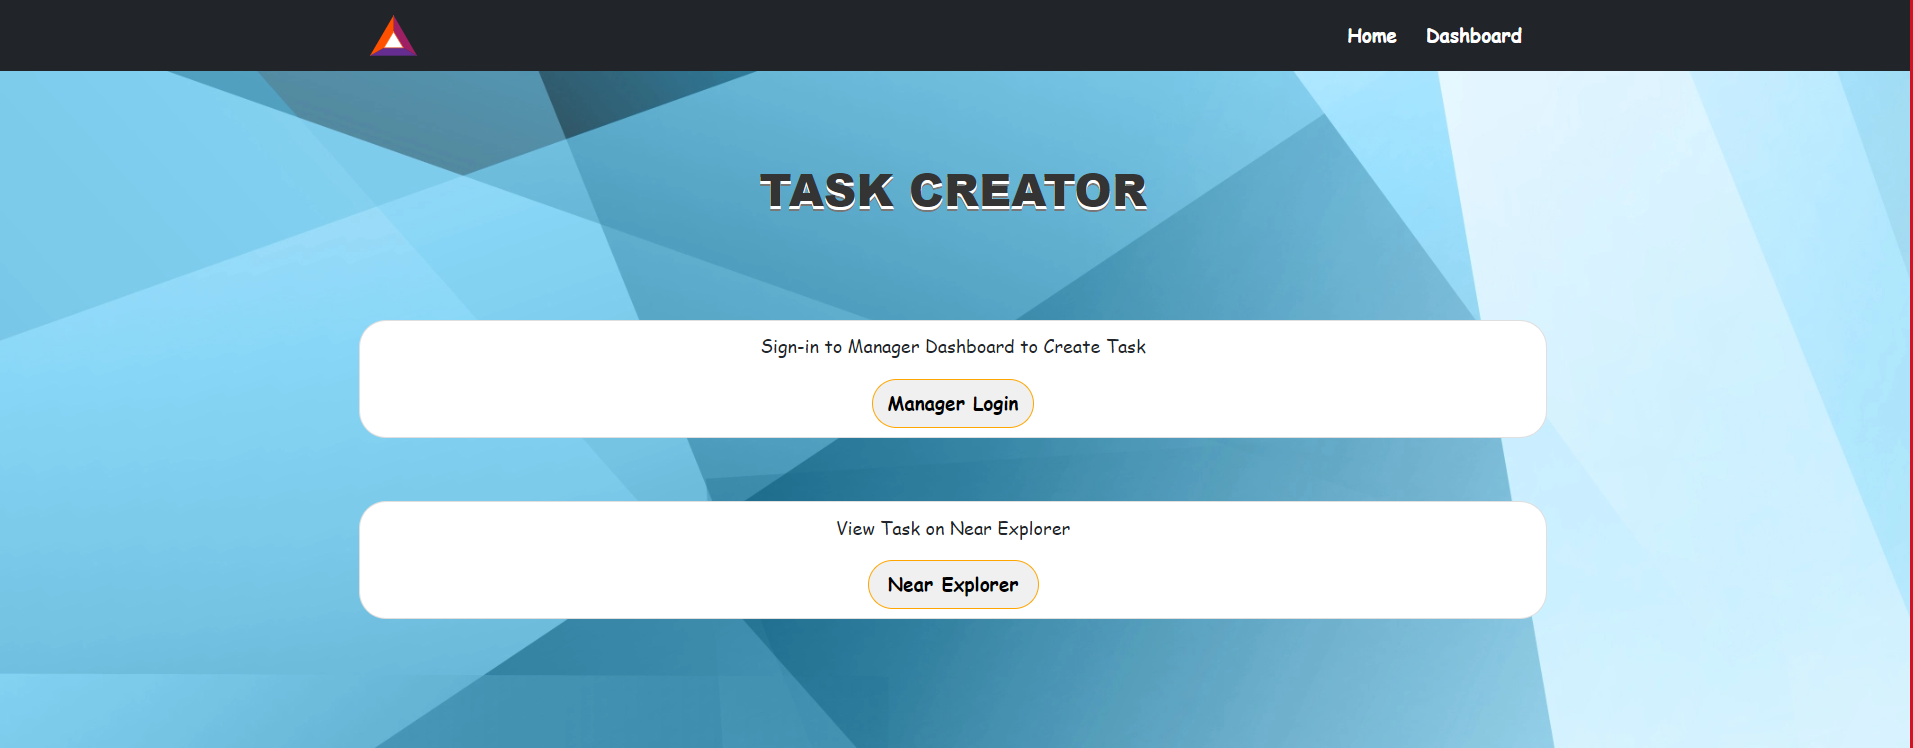 Home Dashboard
TASK CREATOR
Sign-in to Manager Dashboard to Create Task
Manager Login
View Task on Near Explorer
Near Explorer